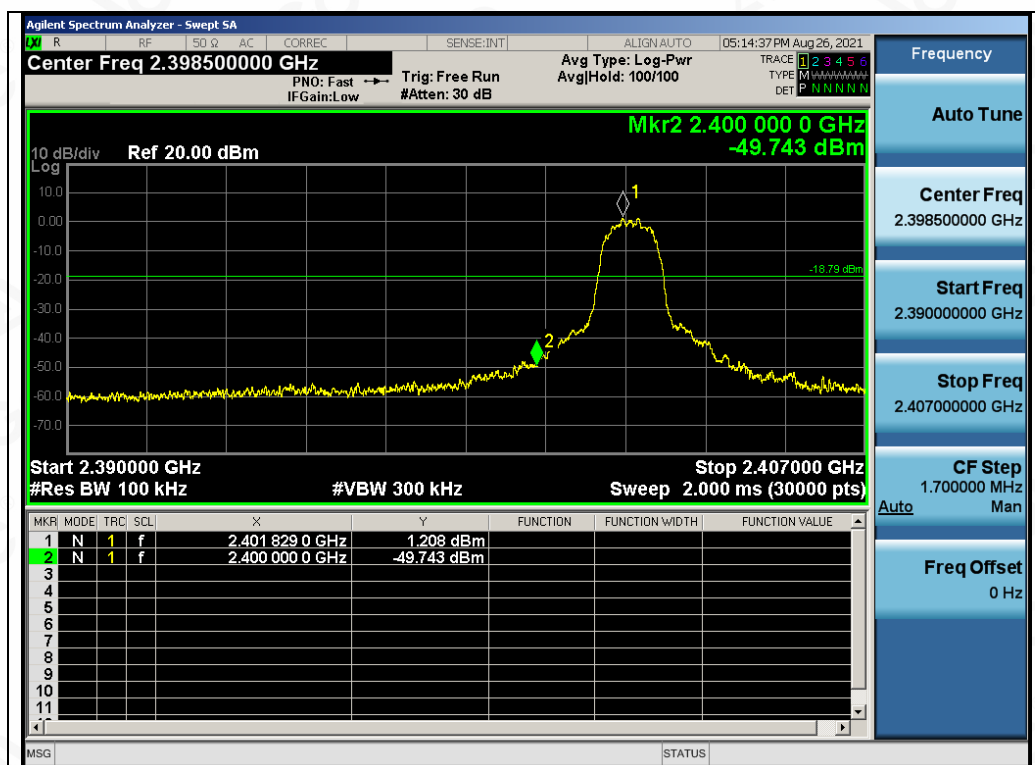 Agilent Spectrum Analyzer - Swept SA
LXI R RF 50 Ω AC CORREC SENSE:INT ALIGN AUTO 05:14:37 PM Aug 26, 2021
Center Freq 2.398500000 GHz
PNO: Fast
IFGain:Low
Trig: Free Run
#Atten: 30 dB
Avg Type: Log-Pwr
Avg|Hold: 100/100
TRACE 1 2 3 4 5 6
TYPE M
DET P N N N N N
Mkr2 2.400 000 0 GHz
-49.743 dBm
10 dB/div Ref 20.00 dBm
Log
10.0
0.00
-10.0
-20.0
-30.0
-40.0
-50.0
-60.0
-70.0
1
2
-18.79 dBm
Start 2.390000 GHz Stop 2.407000 GHz
#Res BW 100 kHz #VBW 300 kHz Sweep 2.000 ms (30000 pts)
MKR MODE TRC SCL X Y FUNCTION FUNCTION WIDTH FUNCTION VALUE
1 N 1 f 2.401 829 0 GHz 1.208 dBm
2 N 1 f 2.400 000 0 GHz -49.743 dBm
3
4
5
6
7
8
9
10
11
MSG STATUS
Frequency
Auto Tune
Center Freq
2.398500000 GHz
Start Freq
2.390000000 GHz
Stop Freq
2.407000000 GHz
CF Step
1.700000 MHz
Auto Man
Freq Offset
0 Hz